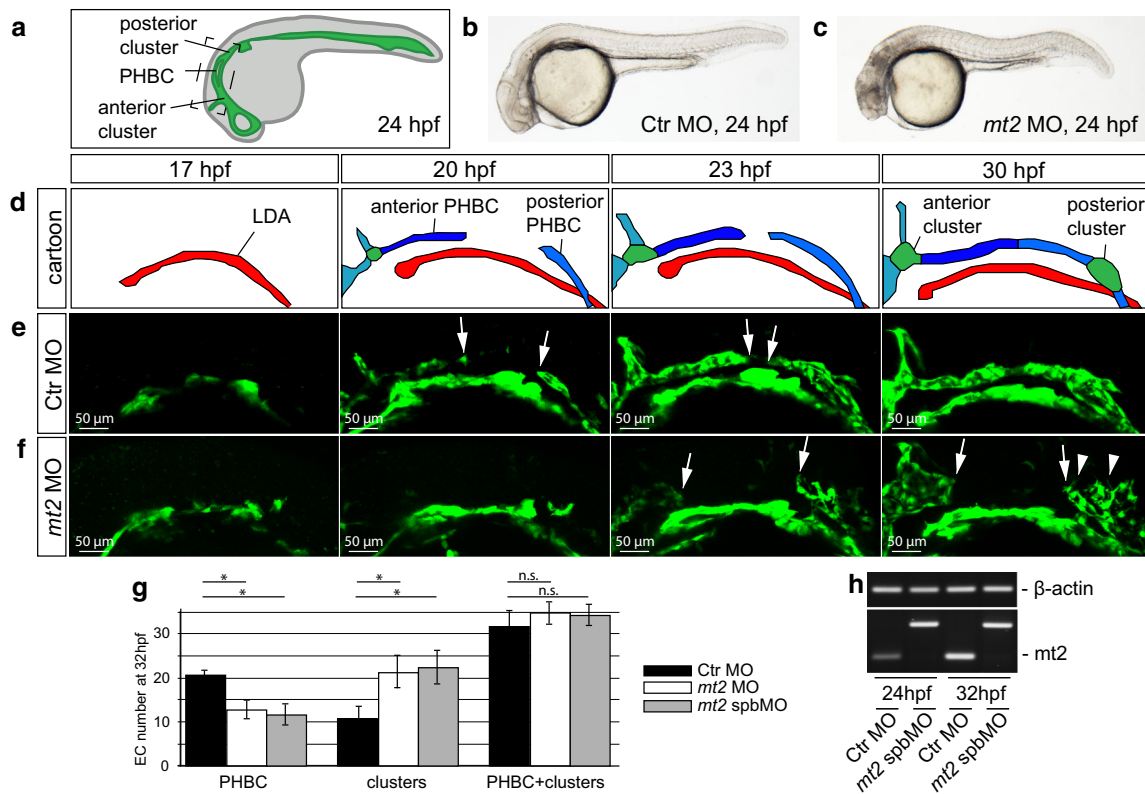 a
posterior
cluster
PHBC
anterior
cluster
24 hpf
b
Ctr MO, 24 hpf
c
mt2 MO, 24 hpf
17 hpf
20 hpf
23 hpf
30 hpf
d
cartoon
LDA
anterior PHBC
posterior
PHBC
anterior
cluster
posterior
cluster
e
Ctr MO
50 µm
50 µm
50 µm
50 µm
f
mt2 MO
50 µm
50 µm
50 µm
50 µm
g
EC number at 32hpf
30
20
10
0
*
*
*
*
n.s.
n.s.
PHBC
clusters
PHBC+clusters
Ctr MO
mt2 MO
mt2 spbMO
h
- β-actin
- mt2
24hpf
32hpf
Ctr MO
mt2 spbMO
Ctr MO
mt2 spbMO